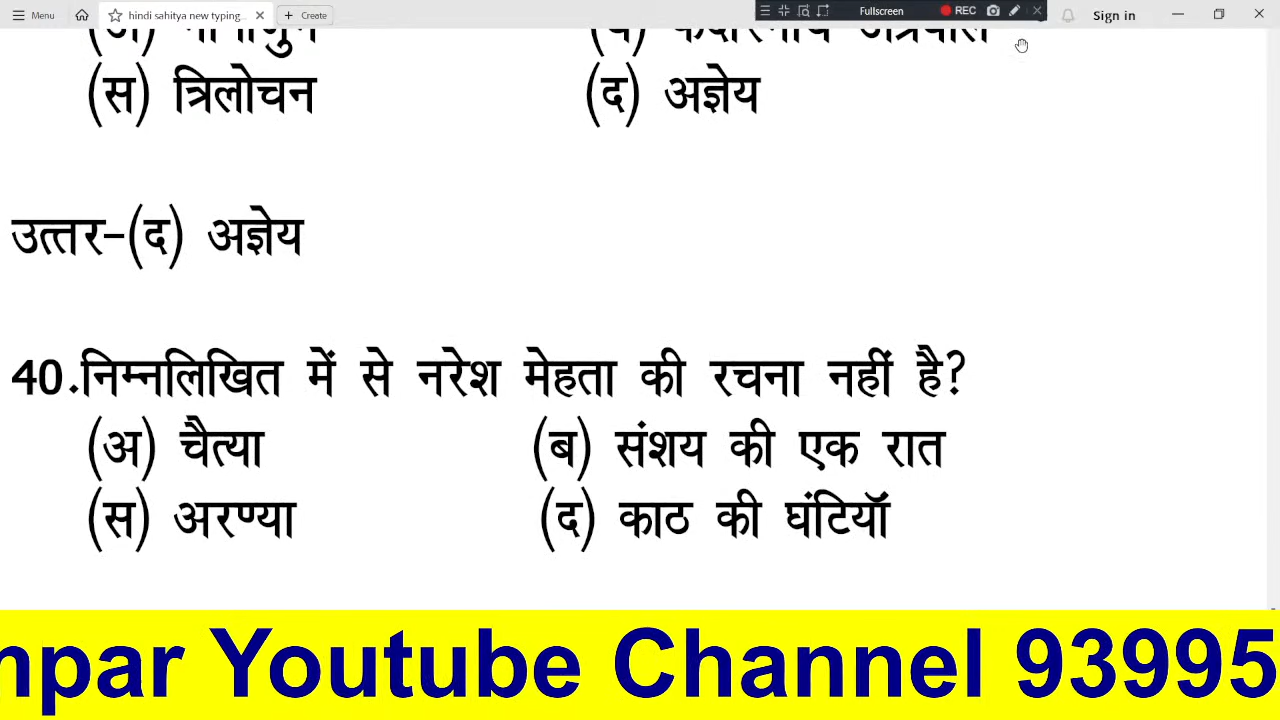 Menu
hindi sahitya new typing...
Create
Fullscreen
REC
Sign in
(स) त्रिलोचन (द) अज्ञेय
उत्तर-(द) अज्ञेय
40.निम्नलिखित में से नरेश मेहता की रचना नहीं है?
(अ) चैत्या (ब) संशय की एक रात
(स) अरण्या (द) काठ की घंटियॉ
mpar Youtube Channel 93995